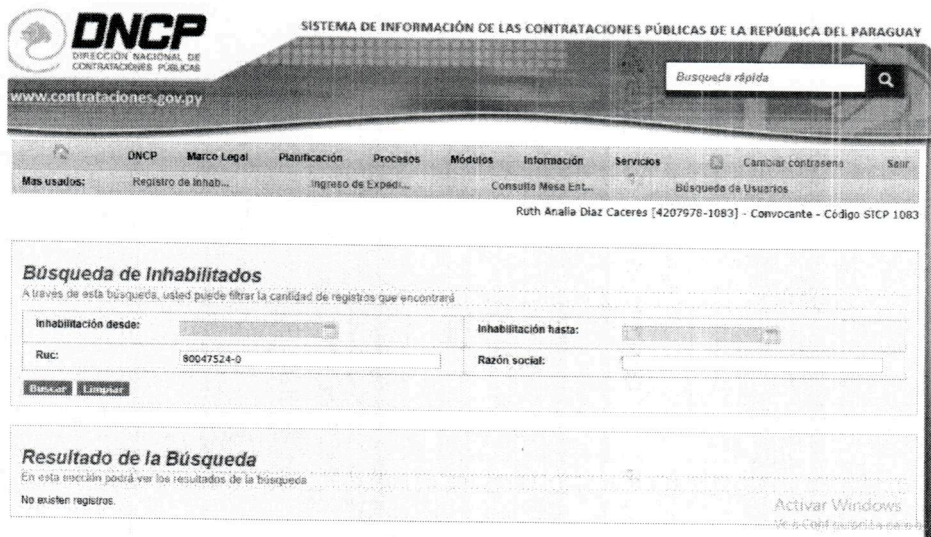 DNCP
DIRECCIÓN NACIONAL DE
CONTRATACIONES PÚBLICAS
SISTEMA DE INFORMACIÓN DE LAS CONTRATACIONES PÚBLICAS DE LA REPÚBLICA DEL PARAGUAY
Busqueda rápida
www.contrataciones.gov.py
DNCP Marco Legal Planificación Procesos Módulos Información Servicios Cambiar contrasena Salir
Mas usados: Registro de Inhab... Ingreso de Expedi... Consulta Mesa Ent... Búsqueda de Usuarios
Ruth Analia Diaz Caceres [4207978-1083] - Convocante - Código SICP 1083
Búsqueda de Inhabilitados
A través de esta búsqueda, usted puede filtrar la cantidad de registros que encontrará
Inhabilitación desde: Inhabilitación hasta:
Ruc: 80047524-0 Razón social:
Buscar Limpiar
Resultado de la Búsqueda
En esta sección podrá ver los resultados de la búsqueda
No existen registros.
Activar Windows